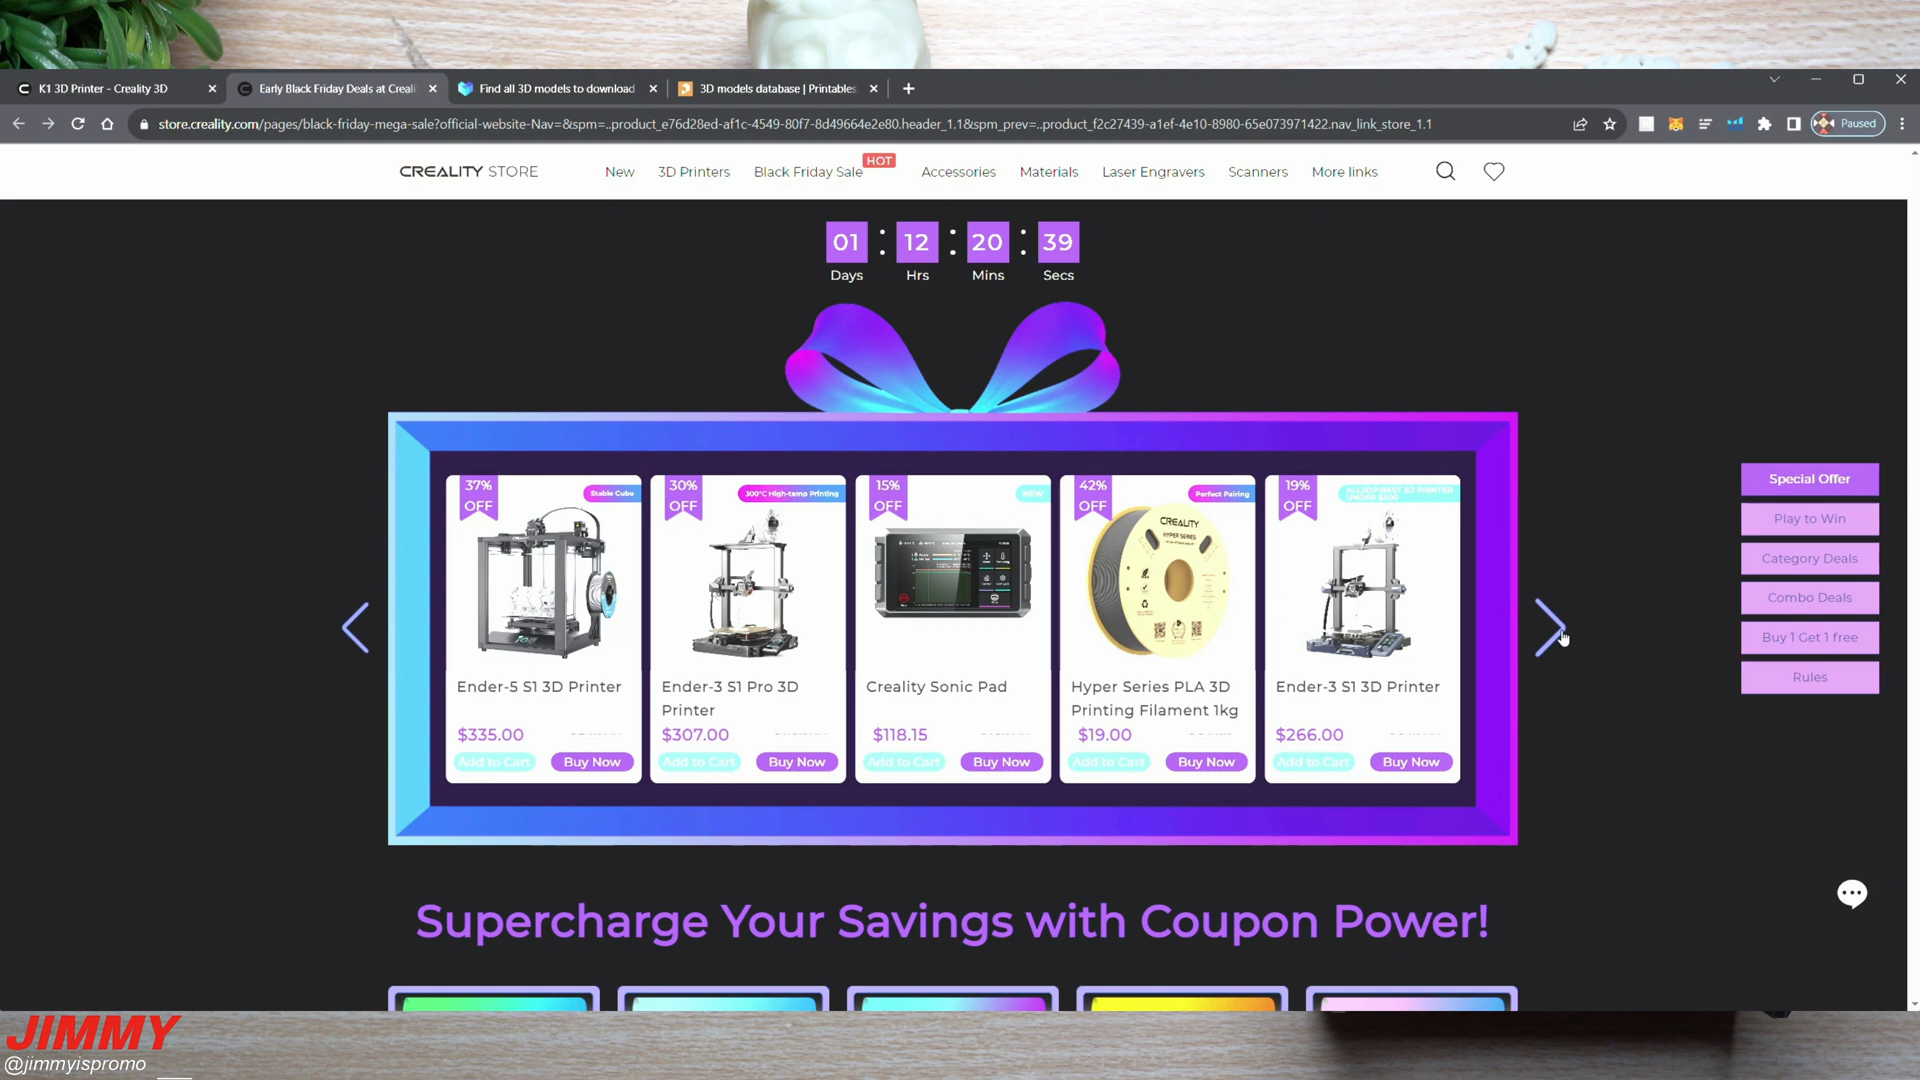 K1 3D Printer - Creality 3D
Early Black Friday Deals at Creali
Find all 3D models to download
3D models database | Printables
store.creality.com/pages/black-friday-mega-sale?official-website-Nav=&spm=..product_e76d28ed-af1c-4549-80f7-8d49664e2e80.header_1.1&spm_prev=..product_f2c27439-a1ef-4e10-8980-65e073971422.nav_link_store_1.1
Paused
CREALITY STORE
New
3D Printers
Black Friday Sale
HOT
Accessories
Materials
Laser Engravers
Scanners
More links
01 : 12 : 20 : 39
Days Hrs Mins Secs
37%
OFF
Stable Cube
Ender-5 S1 3D Printer
$335.00
Add to Cart
Buy Now
30%
OFF
300°C High-temp Printing
Ender-3 S1 Pro 3D
Printer
$307.00
Add to Cart
Buy Now
15%
OFF
NEW
Creality Sonic Pad
$118.15
Add to Cart
Buy Now
42%
OFF
Perfect Pairing
CREALITY
HYPER SERIES
Hyper Series PLA 3D
Printing Filament 1kg
$19.00
Add to Cart
Buy Now
19%
OFF
Ender-3 S1 3D Printer
$266.00
Add to Cart
Buy Now
Special Offer
Play to Win
Category Deals
Combo Deals
Buy 1 Get 1 free
Rules
Supercharge Your Savings with Coupon Power!
JIMMY
@jimmyispromo